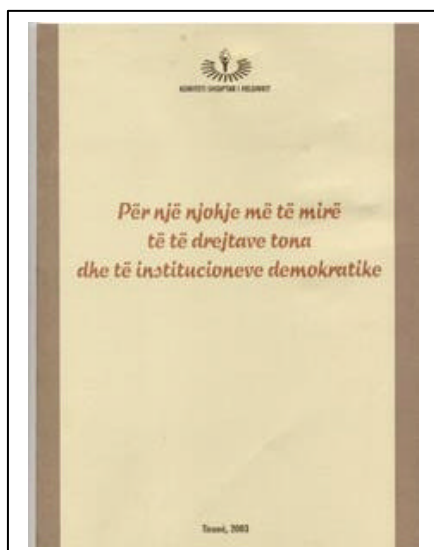 KOMITETI SHQIPTAR I HELSINKIT
Për një njohje më të mirë
të të drejtave tona
dhe të institucioneve demokratike
Tiranë, 2003